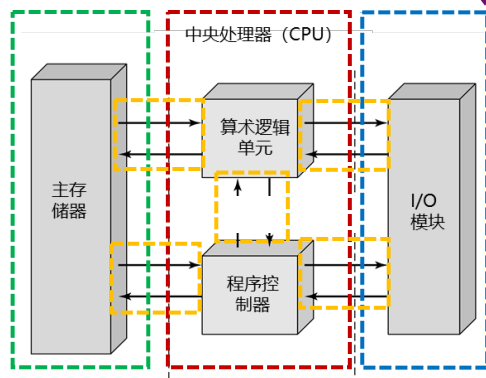 中央处理器（CPU）
算术逻辑
单元
主存
储器
I/O
模块
程序控
制器